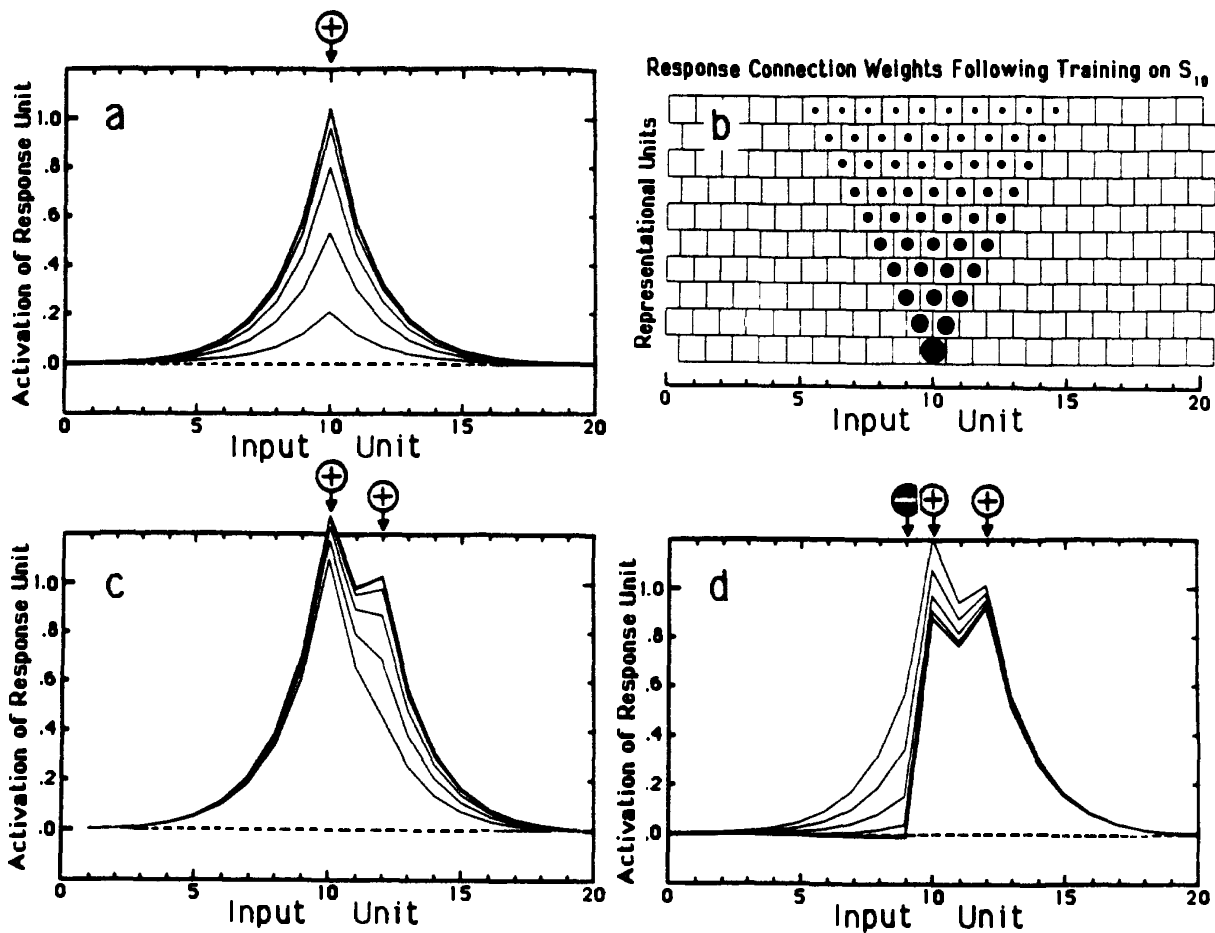 a
Activation of Response Unit
1.0
.8
.6
.4
.2
.0
0 5 10 15 20
Input Unit
Response Connection Weights Following Training on S₁₀
b
Representational Units
0 5 10 15 20
Input Unit
c
Activation of Response Unit
1.0
.8
.6
.4
.2
.0
0 5 10 15 20
Input Unit
d
Activation of Response Unit
1.0
.8
.6
.4
.2
.0
0 5 10 15 20
Input Unit